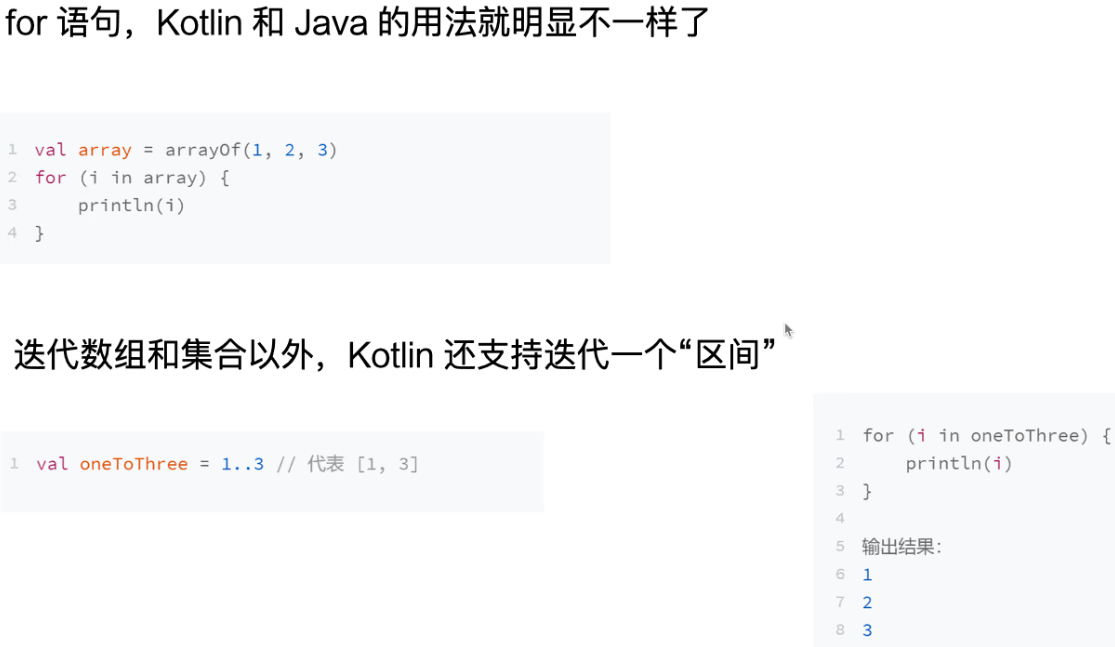 for 语句，Kotlin 和 Java 的用法就明显不一样了
1 val array = arrayOf(1, 2, 3)
2 for (i in array) {
3     println(i)
4 }
迭代数组和集合以外，Kotlin 还支持迭代一个“区间”
1 val oneToThree = 1..3 // 代表 [1, 3]
1 for (i in oneToThree) {
2     println(i)
3 }
4
5 输出结果：
6 1
7 2
8 3